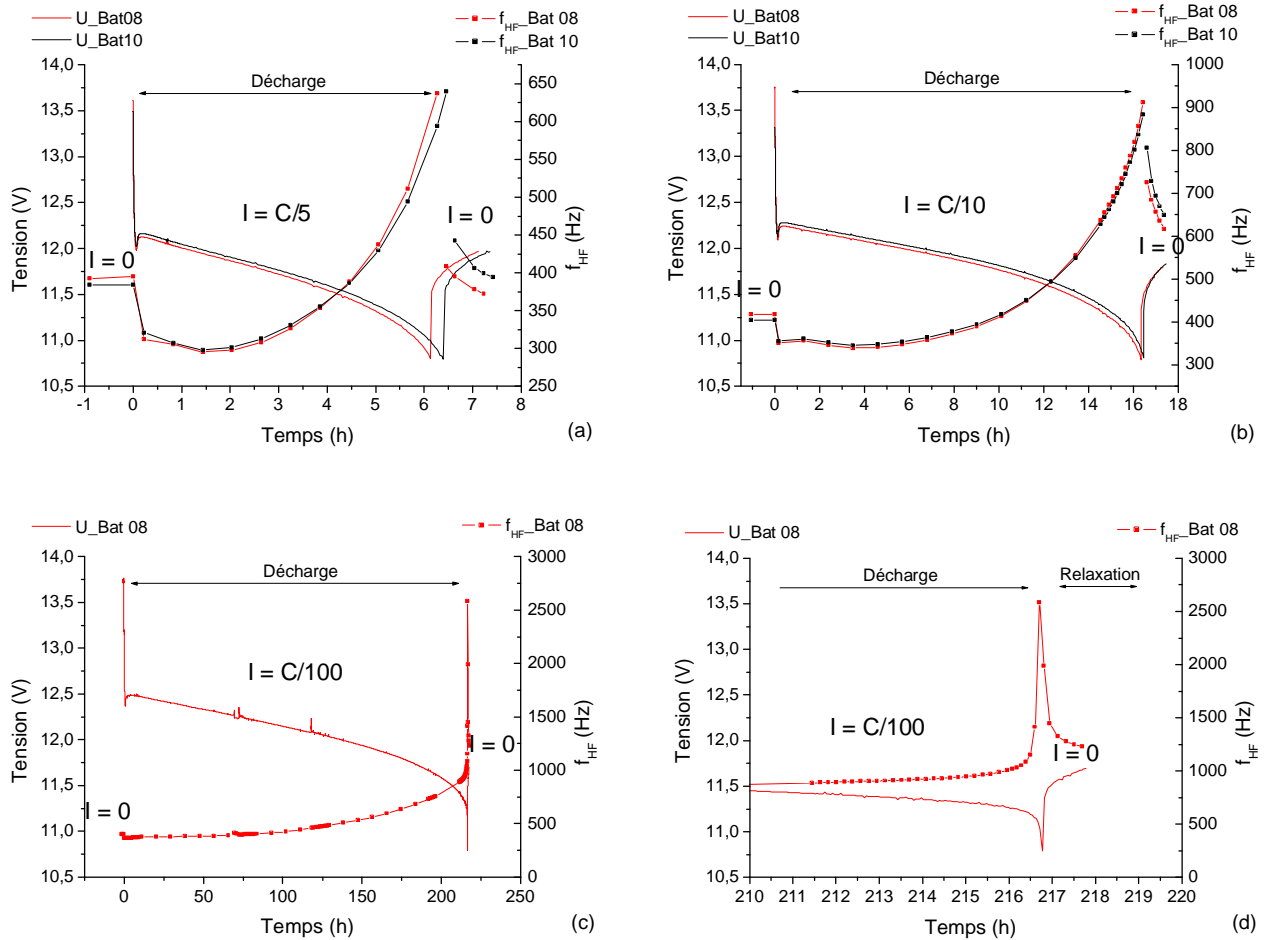 U_Bat08
U_Bat10
f_HF_Bat 08
f_HF_Bat 10
14,0
13,5
13,0
12,5
12,0
11,5
11,0
10,5
Tension (V)
Décharge
I = C/5
I = 0
I = 0
650
600
550
500
450
400
350
300
250
f_HF (Hz)
-1 0 1 2 3 4 5 6 7 8
Temps (h)
(a)
U_Bat08
U_Bat10
f_HF_Bat 08
f_HF_Bat 10
14,0
13,5
13,0
12,5
12,0
11,5
11,0
10,5
Tension (V)
Décharge
I = C/10
I = 0
I = 0
1000
900
800
700
600
500
400
300
f_HF (Hz)
0 2 4 6 8 10 12 14 16 18
Temps (h)
(b)
U_Bat 08
f_HF_Bat 08
14,0
13,5
13,0
12,5
12,0
11,5
11,0
10,5
Tension (V)
Décharge
I = C/100
I = 0
I = 0
3000
2500
2000
1500
1000
500
0
f_HF (Hz)
0 50 100 150 200 250
Temps (h)
(c)
U_Bat 08
f_HF_Bat 08
14,0
13,5
13,0
12,5
12,0
11,5
11,0
10,5
Tension (V)
Décharge
Relaxation
I = C/100
I = 0
3000
2500
2000
1500
1000
500
0
f_HF (Hz)
210 211 212 213 214 215 216 217 218 219 220
Temps (h)
(d)